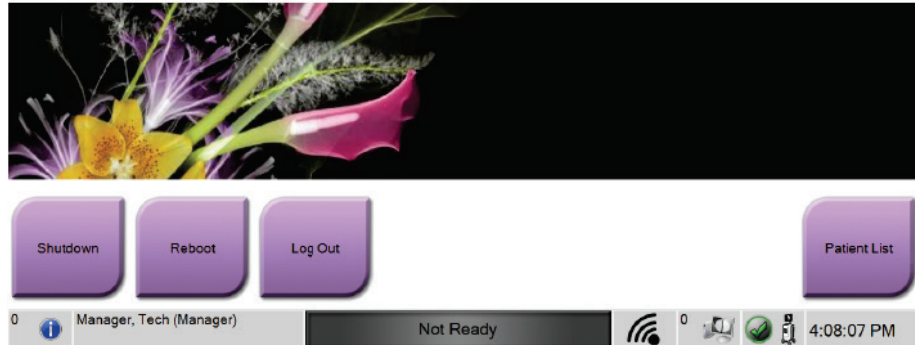 Shutdown
Reboot
Log Out
Patient List
0
Manager, Tech (Manager)
Not Ready
0
4:08:07 PM